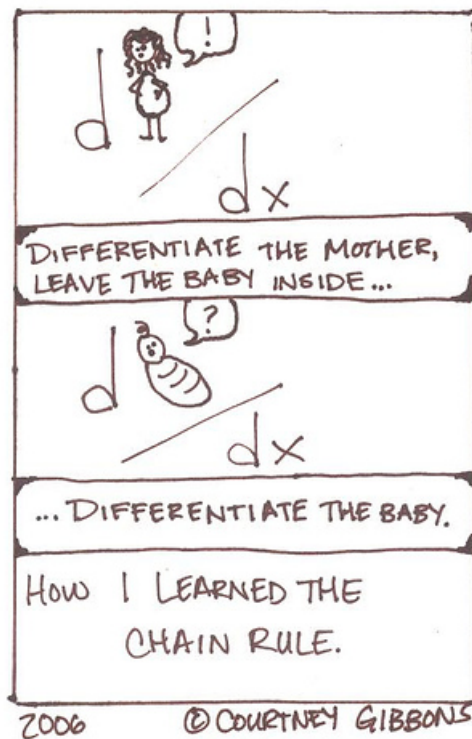 !
d
dx
DIFFERENTIATE THE MOTHER,
LEAVE THE BABY INSIDE...
?
d
dx
... DIFFERENTIATE THE BABY.
HOW I LEARNED THE
CHAIN RULE.
2006 © COURTNEY GIBBONS